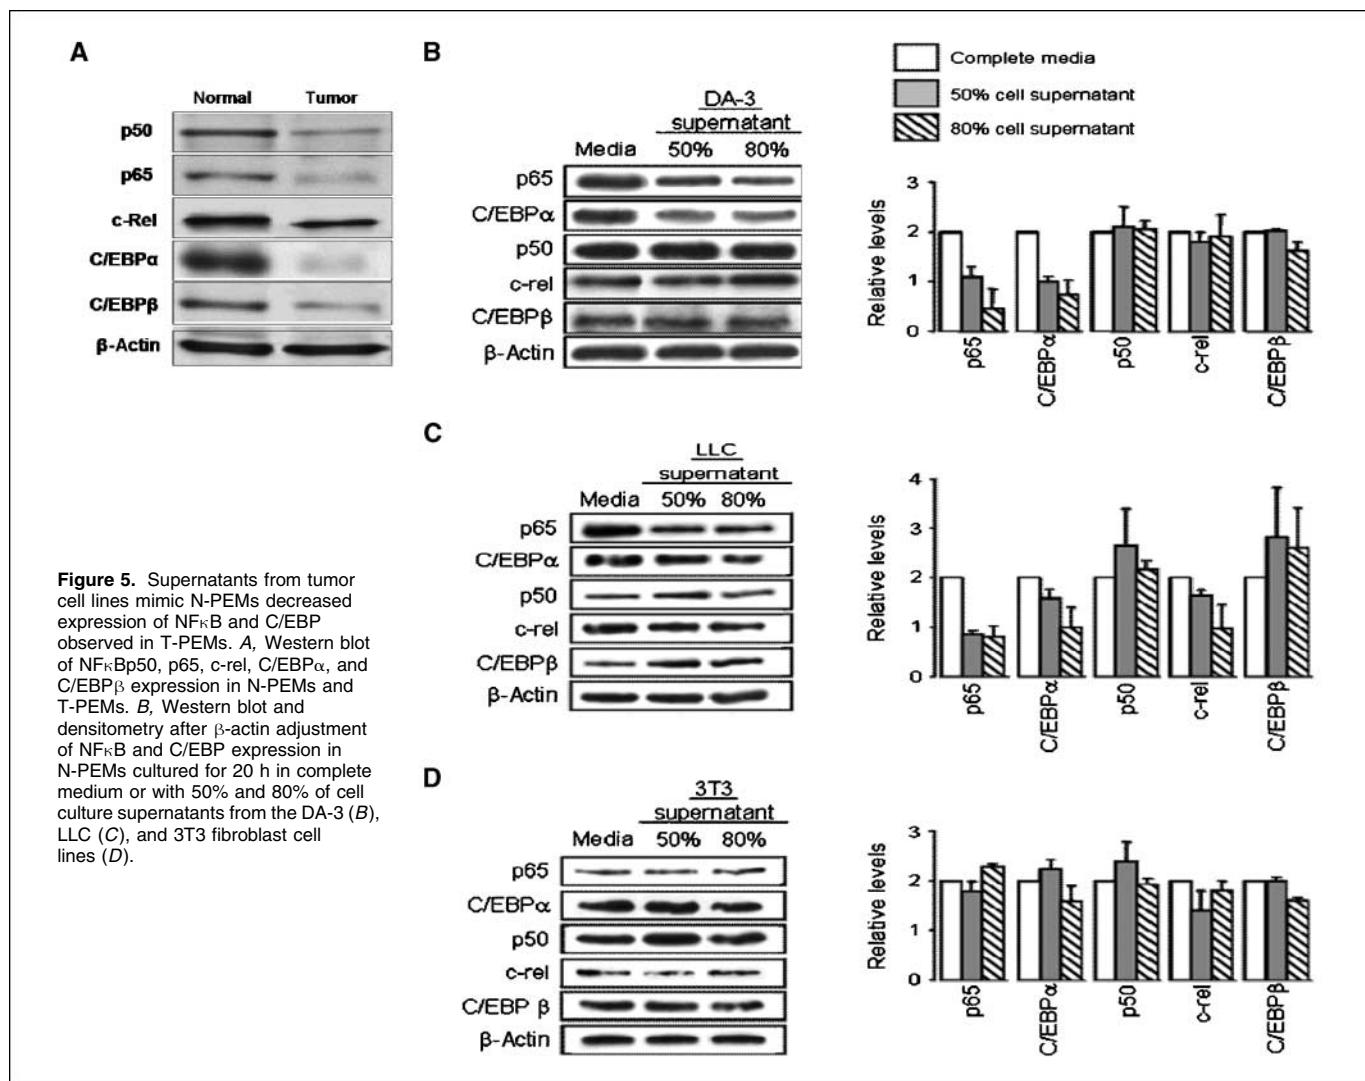 A
Normal Tumor
p50
p65
c-Rel
C/EBPα
C/EBPβ
β-Actin
B
DA-3
supernatant
Media 50% 80%
p65
C/EBPα
p50
c-rel
C/EBPβ
β-Actin
Complete media
50% cell supernatant
80% cell supernatant
Relative levels
3
2
1
0
p65
C/EBPα
p50
c-rel
C/EBPβ
C
LLC
supernatant
Media 50% 80%
p65
C/EBPα
p50
c-rel
C/EBPβ
β-Actin
Relative levels
4
3
2
1
0
p65
C/EBPα
p50
c-rel
C/EBPβ
D
3T3
supernatant
Media 50% 80%
p65
C/EBPα
p50
c-rel
C/EBP β
β-Actin
Relative levels
3
2
1
0
p65
C/EBPα
p50
c-rel
C/EBPβ
Figure 5. Supernatants from tumor
cell lines mimic N-PEMs decreased
expression of NFκB and C/EBP
observed in T-PEMs. A, Western blot
of NFκBp50, p65, c-rel, C/EBPα, and
C/EBPβ expression in N-PEMs and
T-PEMs. B, Western blot and
densitometry after β-actin adjustment
of NFκB and C/EBP expression in
N-PEMs cultured for 20 h in complete
medium or with 50% and 80% of cell
culture supernatants from the DA-3 (B),
LLC (C), and 3T3 fibroblast cell
lines (D).